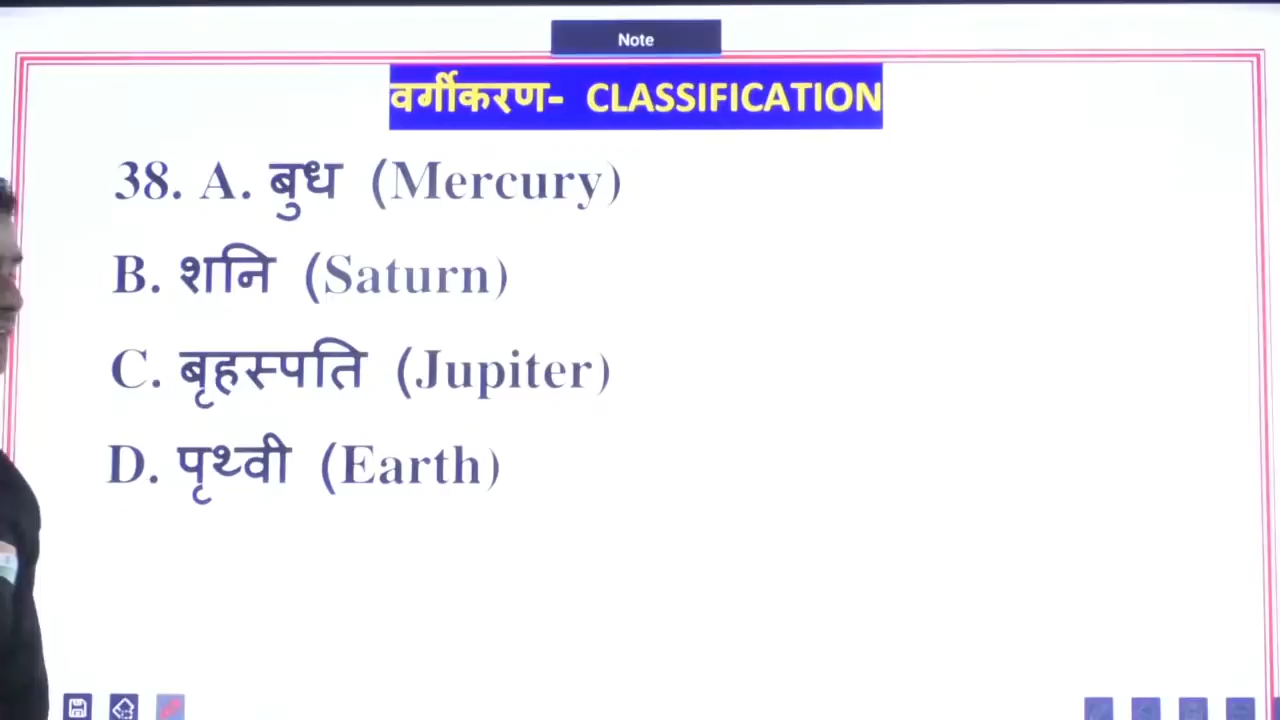 Note
वर्गीकरण- CLASSIFICATION
38. A. बुध (Mercury)
B. शनि (Saturn)
C. बृहस्पति (Jupiter)
D. पृथ्वी (Earth)